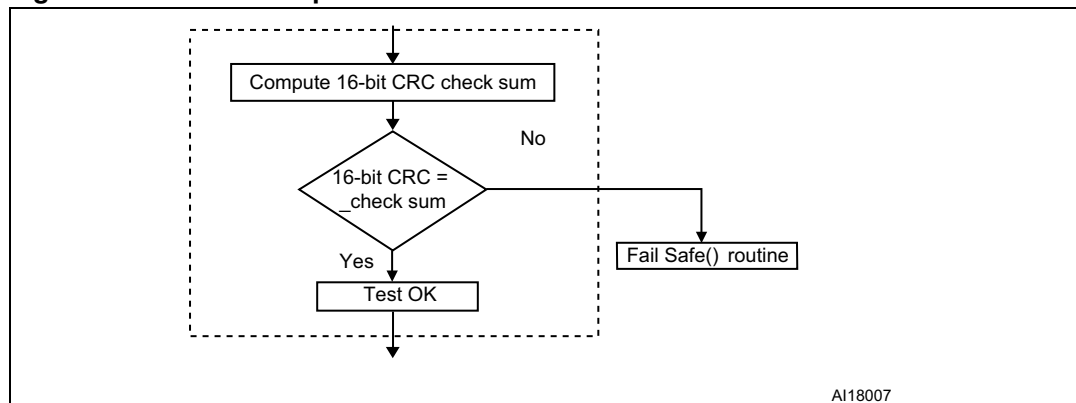 Compute 16-bit CRC check sum
No
16-bit CRC =
_check sum
Yes
Fail Safe() routine
Test OK
AI18007